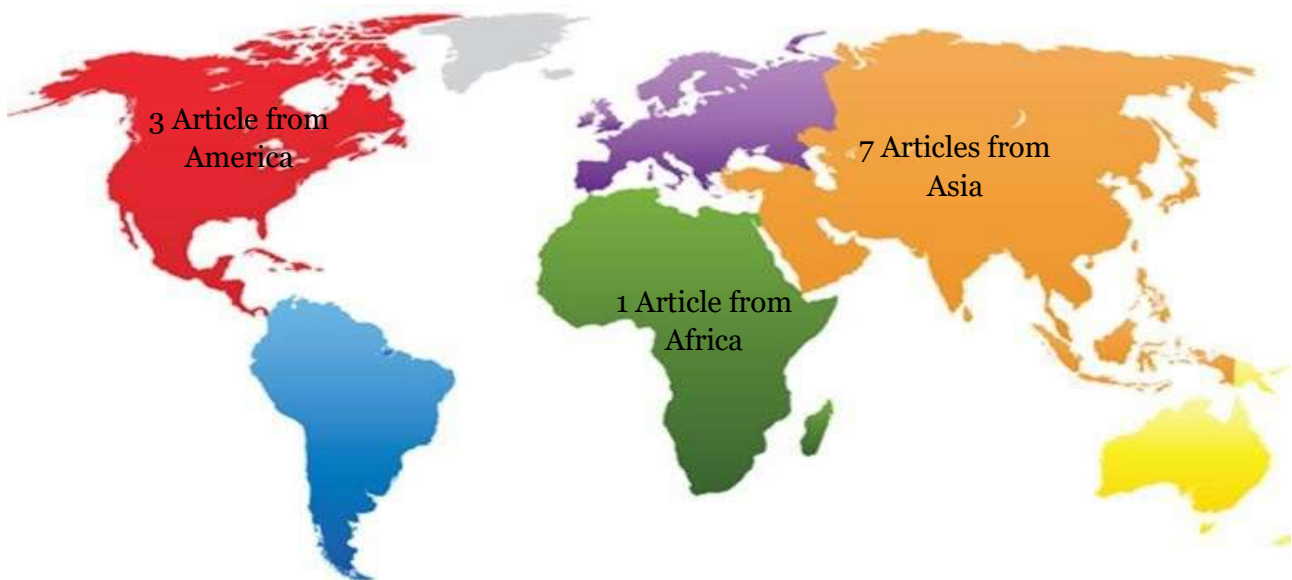 3 Article from
America
7 Articles from
Asia
1 Article from
Africa